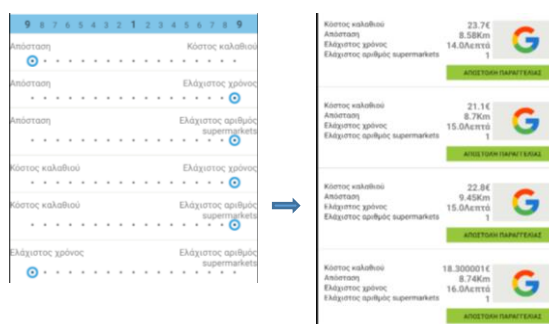 9 8 7 6 5 4 3 2 1 2 3 4 5 6 7 8 9
Απόσταση Κόστος καλαθιού
Απόσταση Ελάχιστος χρόνος
Απόσταση Ελάχιστος αριθμός
supermarkets
Κόστος καλαθιού Ελάχιστος χρόνος
Κόστος καλαθιού Ελάχιστος αριθμός
supermarkets
Ελάχιστος χρόνος Ελάχιστος αριθμός
supermarkets
Κόστος καλαθιού 23.7€
Απόσταση 8.58Km
Ελάχιστος χρόνος 14.0Λεπτά
Ελάχιστος αριθμός supermarkets 1
G
ΑΠΟΣΤΟΛΗ ΠΑΡΑΓΓΕΛΙΑΣ
Κόστος καλαθιού 21.1€
Απόσταση 8.7Km
Ελάχιστος χρόνος 15.0Λεπτά
Ελάχιστος αριθμός supermarkets 1
G
ΑΠΟΣΤΟΛΗ ΠΑΡΑΓΓΕΛΙΑΣ
Κόστος καλαθιού 22.8€
Απόσταση 9.45Km
Ελάχιστος χρόνος 15.0Λεπτά
Ελάχιστος αριθμός supermarkets 1
G
ΑΠΟΣΤΟΛΗ ΠΑΡΑΓΓΕΛΙΑΣ
Κόστος καλαθιού 18.300001€
Απόσταση 8.74Km
Ελάχιστος χρόνος 16.0Λεπτά
Ελάχιστος αριθμός supermarkets 1
G
ΑΠΟΣΤΟΛΗ ΠΑΡΑΓΓΕΛΙΑΣ